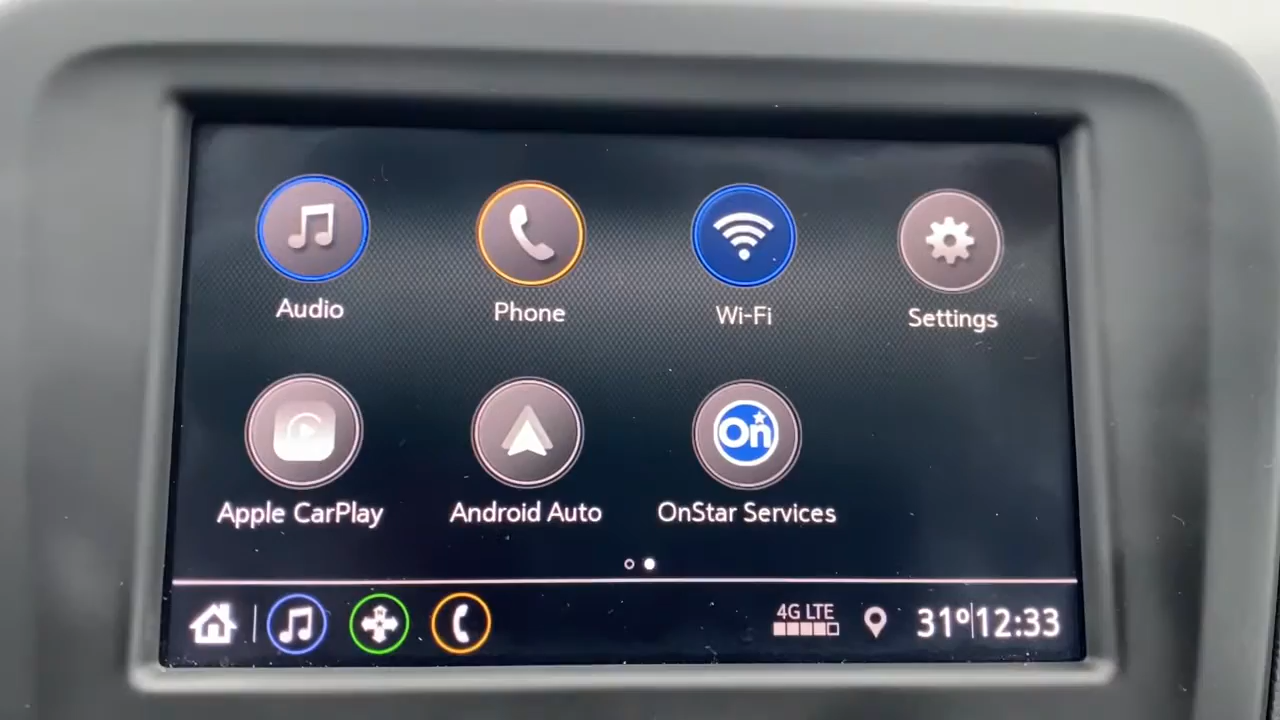 Audio
Phone
Wi-Fi
Settings
On
Apple CarPlay
Android Auto
OnStar Services
N
4G LTE
31°
12:33